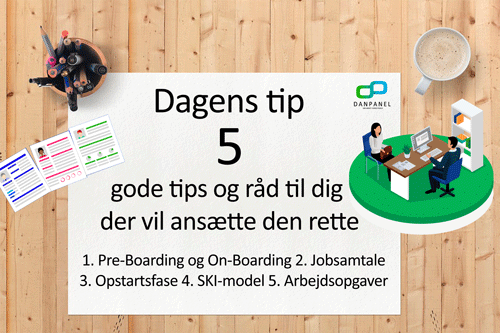 Dagens tip
DANPANEL
5
gode tips og råd til dig
der vil ansætte den rette
1. Pre-Boarding og On-Boarding 2. Jobsamtale
3. Opstartsfase 4. SKI-model 5. Arbejdsopgaver